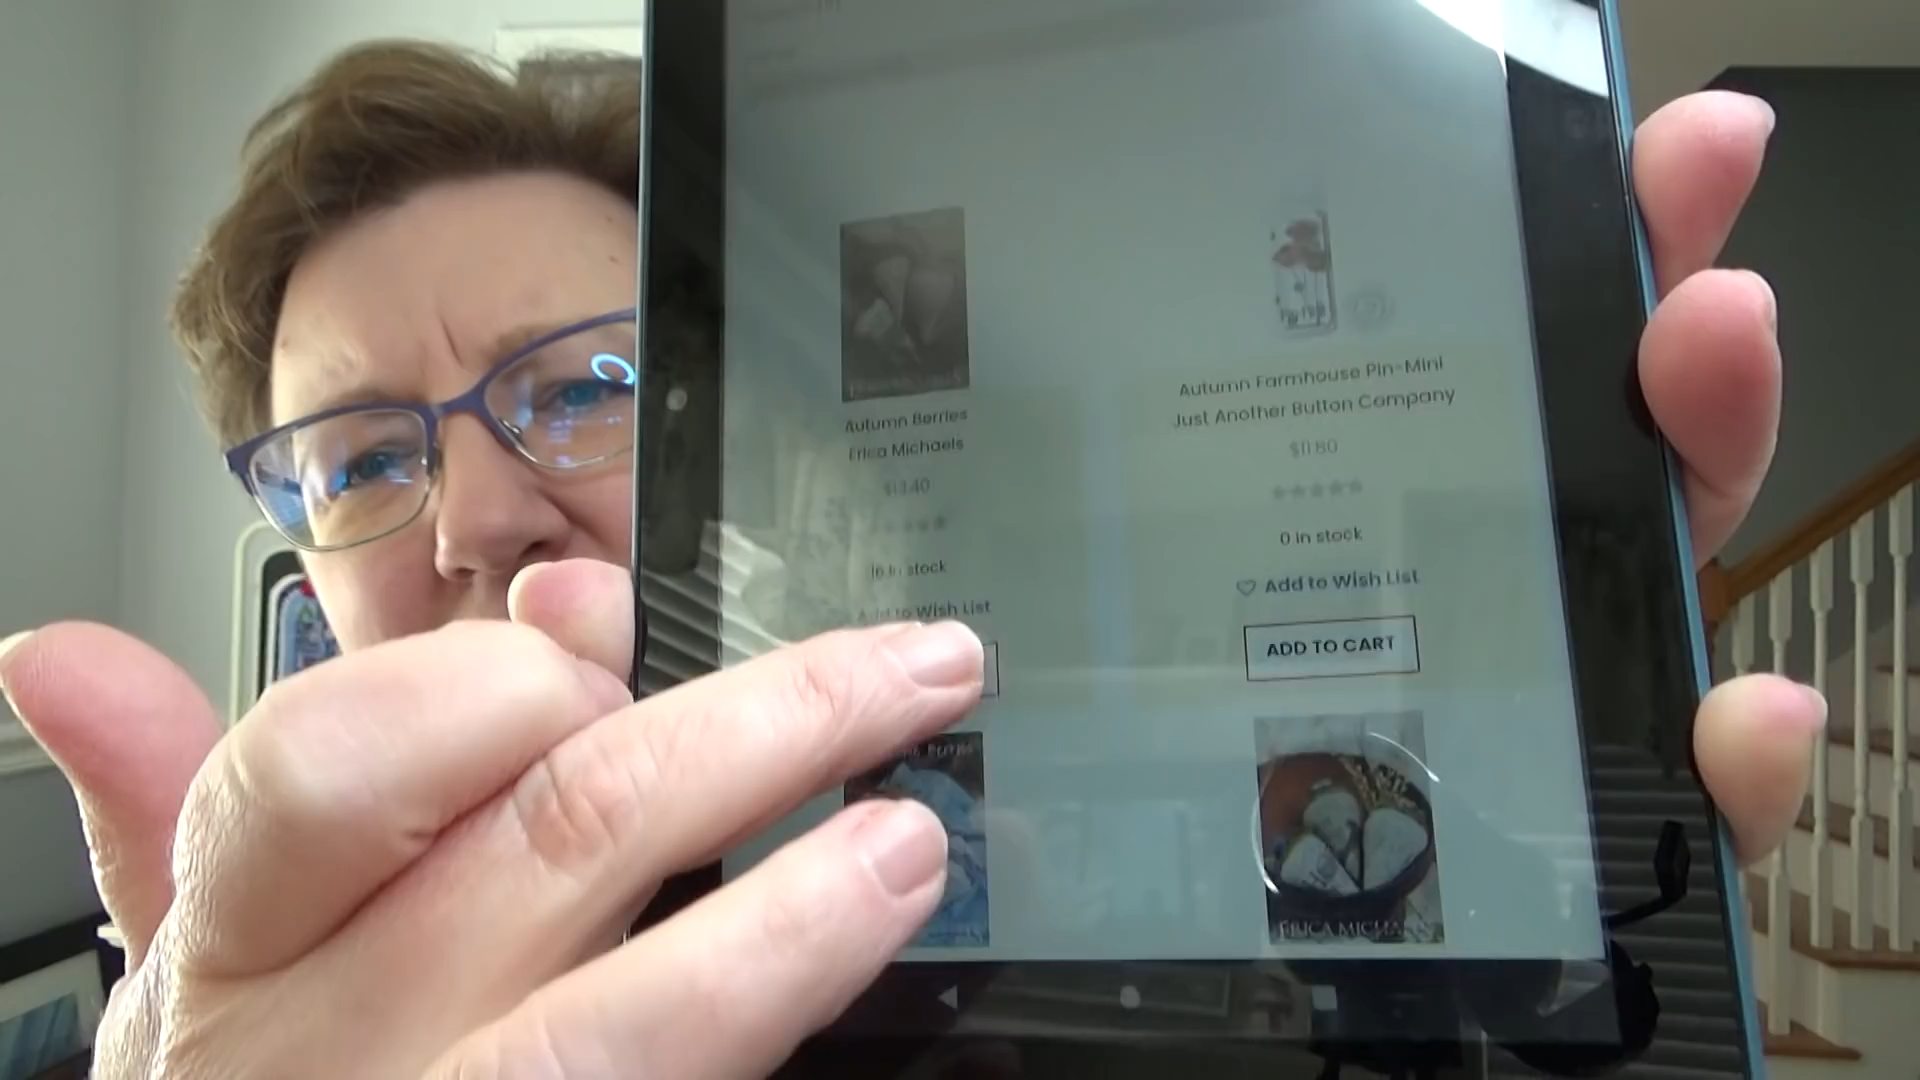 Autumn Berries
Erica Michaels
$13.40
16 in stock
Add to Wish List
Autumn Farmhouse Pin-Mini
Just Another Button Company
$11.80
0 in stock
Add to Wish List
ADD TO CART
Berries
ERICA